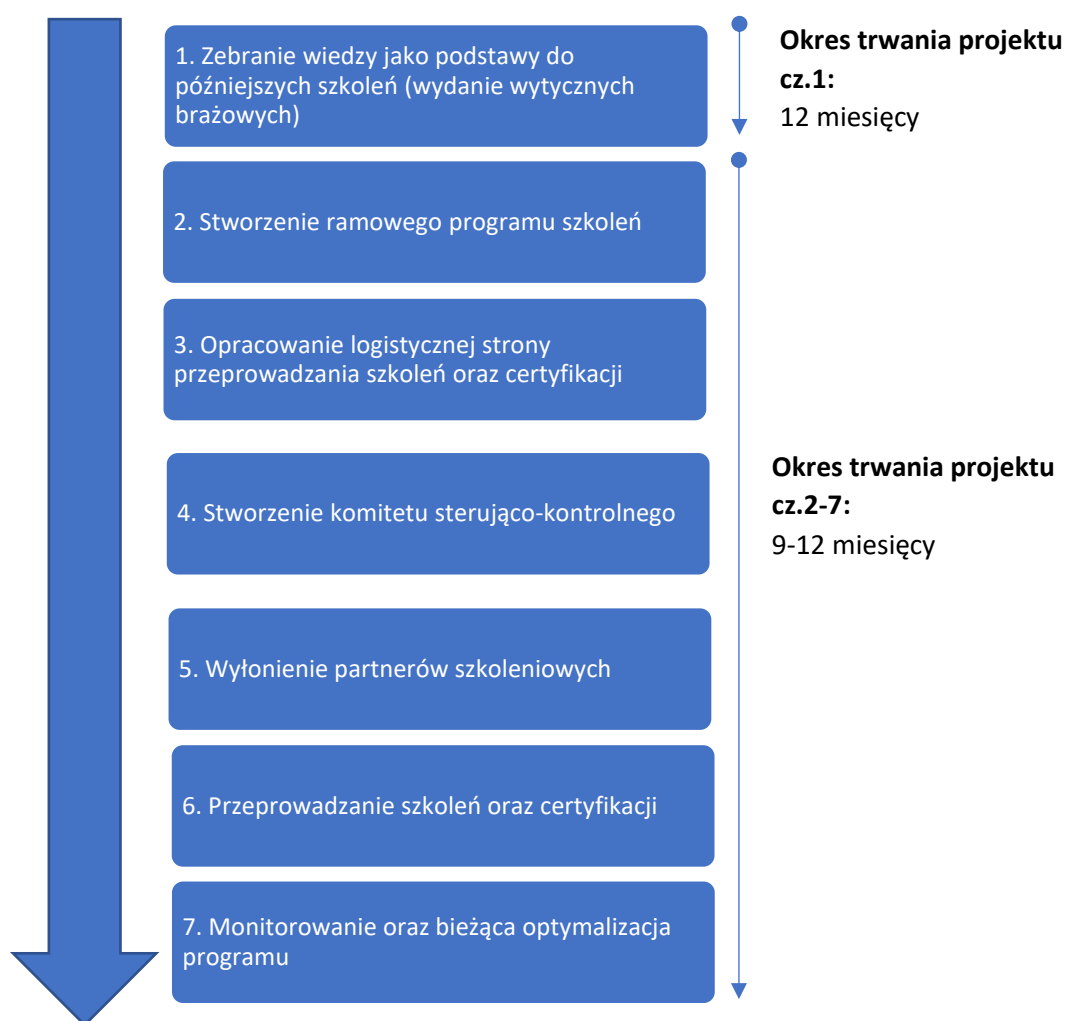 1. Zebranie wiedzy jako podstawy do
późniejszych szkoleń (wydanie wytycznych
brażowych)
Okres trwania projektu
cz.1:
12 miesięcy
2. Stworzenie ramowego programu szkoleń
3. Opracowanie logistycznej strony
przeprowadzania szkoleń oraz certyfikacji
4. Stworzenie komitetu sterująco-kontrolnego
Okres trwania projektu
cz.2-7:
9-12 miesięcy
5. Wyłonienie partnerów szkoleniowych
6. Przeprowadzanie szkoleń oraz certyfikacji
7. Monitorowanie oraz bieżąca optymalizacja
programu